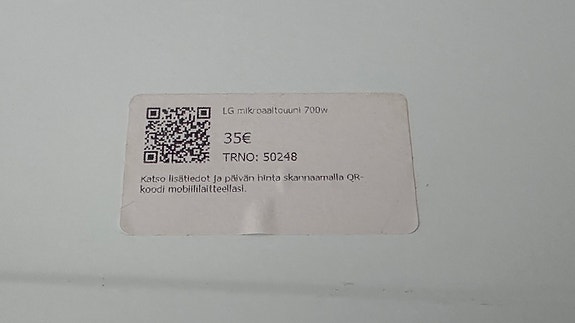 LG mikroaaltouuni 700w
35€
TRNO: 50248
Katso lisätiedot ja päivän hinta skannaamalla QR-
koodi mobiililaitteellasi.